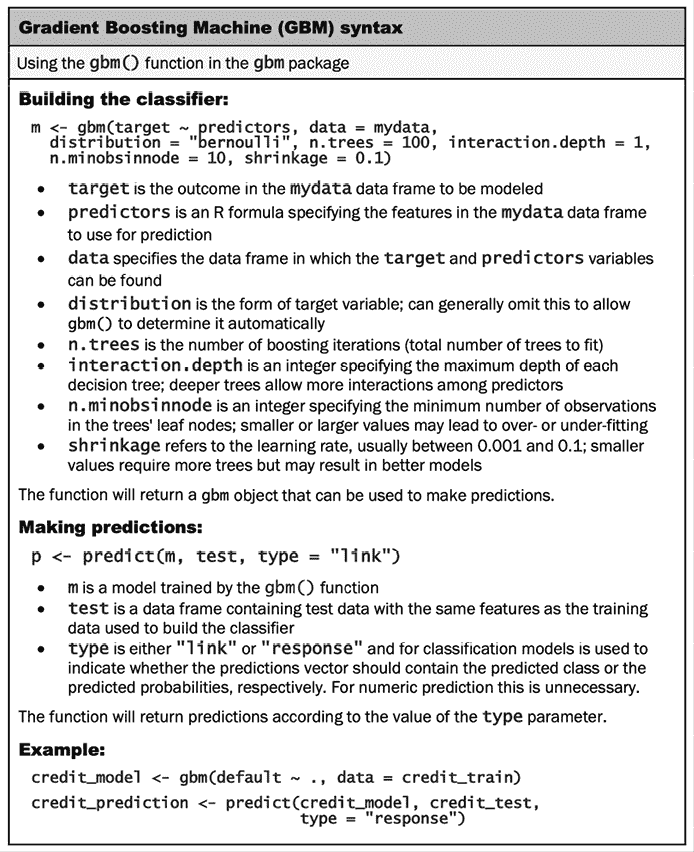 Gradient Boosting Machine (GBM) syntax
Using the gbm() function in the gbm package
Building the classifier:
m <- gbm(target ~ predictors, data = mydata,
distribution = "bernoulli", n.trees = 100, interaction.depth = 1,
n.minobsinnode = 10, shrinkage = 0.1)
• target is the outcome in the mydata data frame to be modeled
• predictors is an R formula specifying the features in the mydata data frame
to use for prediction
• data specifies the data frame in which the target and predictors variables
can be found
• distribution is the form of target variable; can generally omit this to allow
gbm() to determine it automatically
• n.trees is the number of boosting iterations (total number of trees to fit)
• interaction.depth is an integer specifying the maximum depth of each
decision tree; deeper trees allow more interactions among predictors
• n.minobsinnode is an integer specifying the minimum number of observations
in the trees' leaf nodes; smaller or larger values may lead to over- or under-fitting
• shrinkage refers to the learning rate, usually between 0.001 and 0.1; smaller
values require more trees but may result in better models
The function will return a gbm object that can be used to make predictions.
Making predictions:
p <- predict(m, test, type = "link")
• m is a model trained by the gbm() function
• test is a data frame containing test data with the same features as the training
data used to build the classifier
• type is either "link" or "response" and for classification models is used to
indicate whether the predictions vector should contain the predicted class or the
predicted probabilities, respectively. For numeric prediction this is unnecessary.
The function will return predictions according to the value of the type parameter.
Example:
credit_model <- gbm(default ~ ., data = credit_train)
credit_prediction <- predict(credit_model, credit_test,
type = "response")